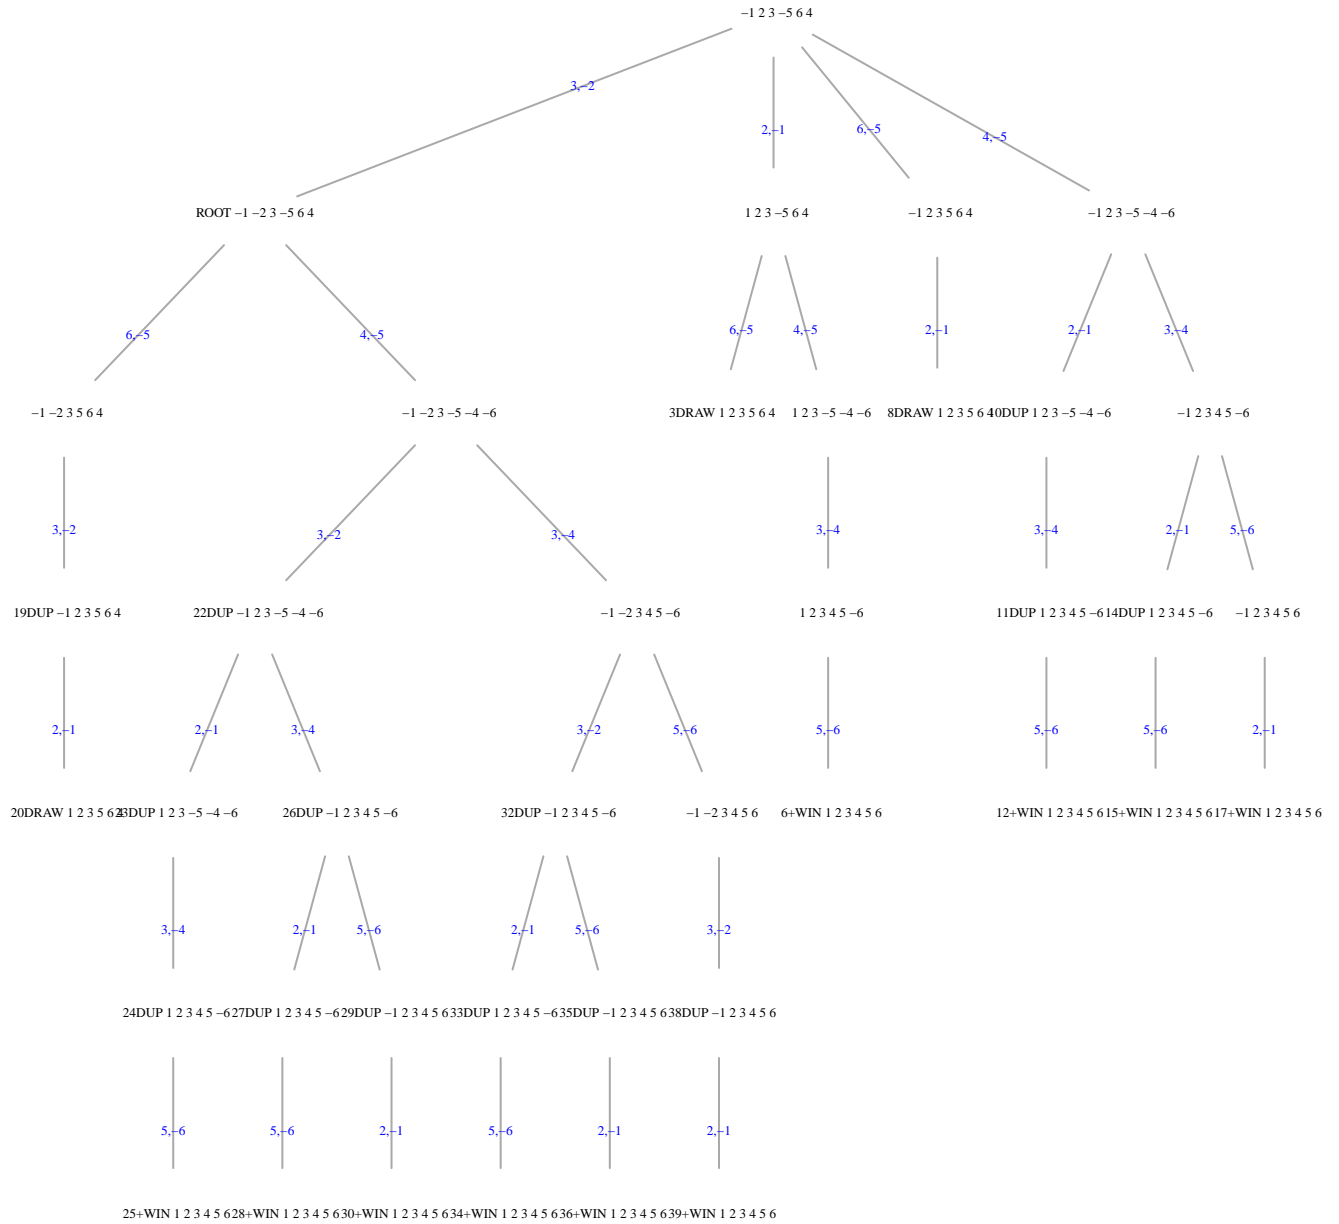 −1 2 3 −5 6 4
3,−2
2,−1
6,−5
4,−5
ROOT −1 −2 3 −5 6 4
1 2 3 −5 6 4
−1 2 3 5 6 4
−1 2 3 −5 −4 −6
6,−5
4,−5
6,−5
4,−5
2,−1
2,−1
3,−4
−1 −2 3 5 6 4
−1 −2 3 −5 −4 −6
3DRAW 1 2 3 5 6 4
1 2 3 −5 −4 −6
8DRAW 1 2 3 5 6 4
10DUP 1 2 3 −5 −4 −6
−1 2 3 4 5 −6
3,−2
3,−2
3,−4
3,−4
3,−4
2,−1
5,−6
19DUP −1 2 3 5 6 4
22DUP −1 2 3 −5 −4 −6
−1 −2 3 4 5 −6
1 2 3 4 5 −6
11DUP 1 2 3 4 5 −6
14DUP 1 2 3 4 5 −6
−1 2 3 4 5 6
2,−1
2,−1
3,−4
3,−2
5,−6
5,−6
5,−6
5,−6
2,−1
20DRAW 1 2 3 5 6 4
23DUP 1 2 3 −5 −4 −6
26DUP −1 2 3 4 5 −6
32DUP −1 2 3 4 5 −6
−1 −2 3 4 5 6
6+WIN 1 2 3 4 5 6
12+WIN 1 2 3 4 5 6
15+WIN 1 2 3 4 5 6
17+WIN 1 2 3 4 5 6
3,−4
2,−1
5,−6
2,−1
5,−6
3,−2
24DUP 1 2 3 4 5 −6
27DUP 1 2 3 4 5 −6
29DUP −1 2 3 4 5 6
33DUP 1 2 3 4 5 −6
35DUP −1 2 3 4 5 6
38DUP −1 2 3 4 5 6
5,−6
5,−6
2,−1
5,−6
2,−1
2,−1
25+WIN 1 2 3 4 5 6
28+WIN 1 2 3 4 5 6
30+WIN 1 2 3 4 5 6
34+WIN 1 2 3 4 5 6
36+WIN 1 2 3 4 5 6
39+WIN 1 2 3 4 5 6